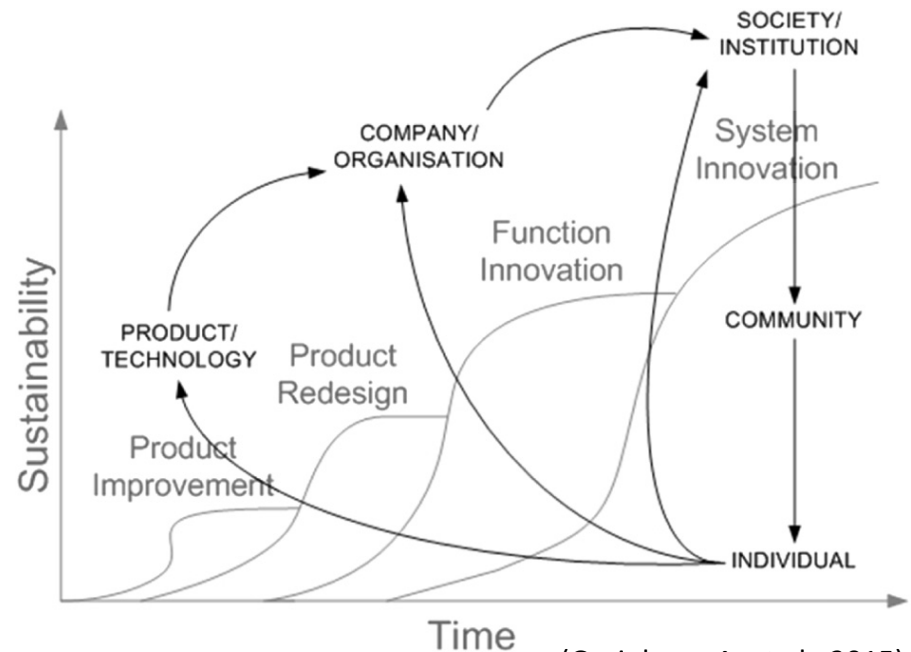 SOCIETY/
INSTITUTION
COMPANY/
ORGANISATION
System
Innovation
Function
Innovation
PRODUCT/
TECHNOLOGY
Product
Redesign
COMMUNITY
Product
Improvement
INDIVIDUAL
Sustainability
Time